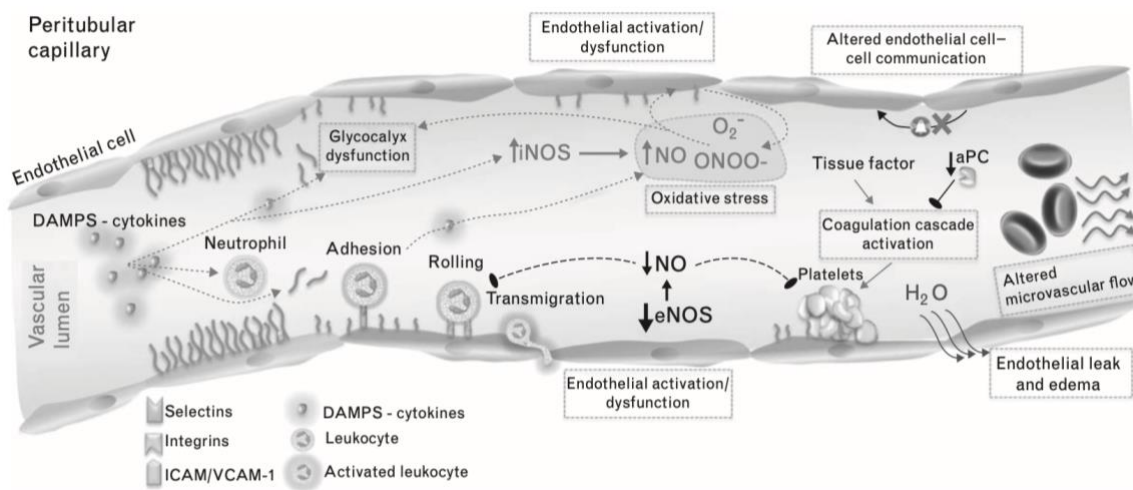 Peritubular
capillary
Endothelial activation/
dysfunction
Altered endothelial cell–
cell communication
Endothelial cell
Glycocalyx
dysfunction
↑iNOS
↑NO
O₂⁻
ONOO-
Oxidative stress
Tissue factor
↓aPC
Coagulation cascade
activation
DAMPS - cytokines
Neutrophil
Adhesion
Rolling
Transmigration
↓NO
↓eNOS
Platelets
H₂O
Altered
microvascular flow
Vascular
lumen
Endothelial activation/
dysfunction
Endothelial leak
and edema
Selectins
Integrins
ICAM/VCAM-1
DAMPS - cytokines
Leukocyte
Activated leukocyte